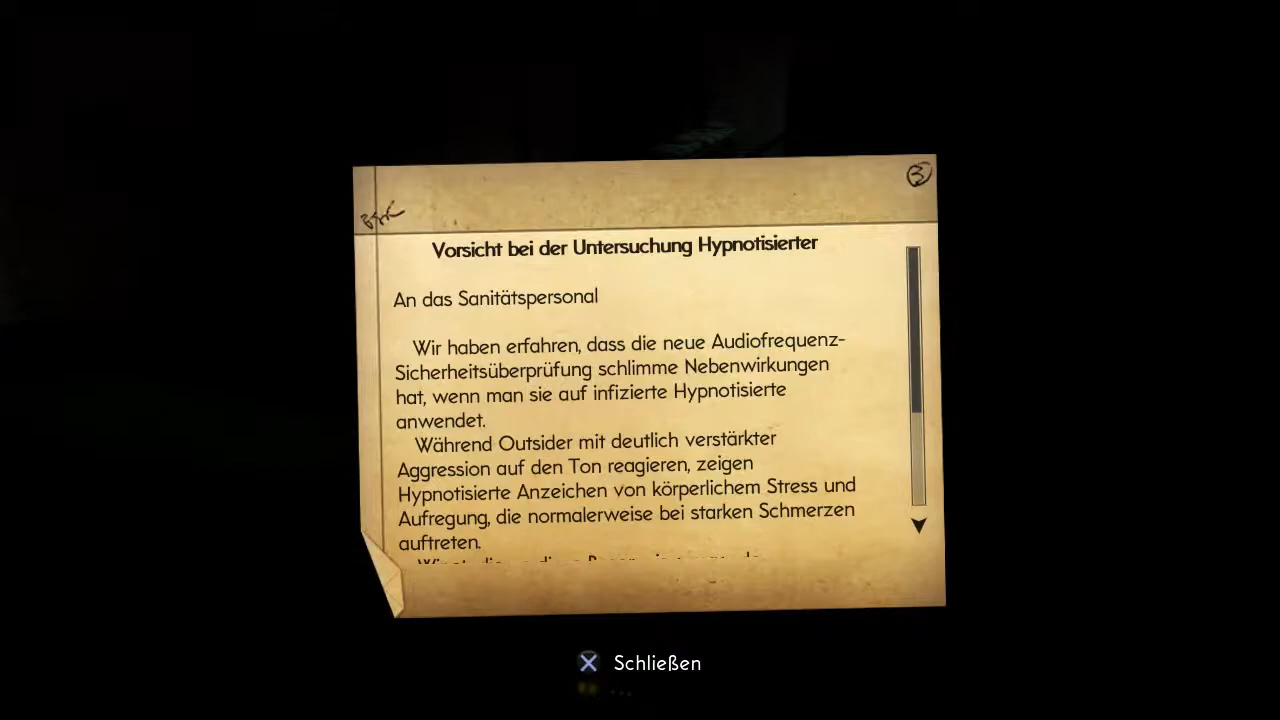 3
Vorsicht bei der Untersuchung Hypnotisierter
An das Sanitätspersonal
Wir haben erfahren, dass die neue Audiofrequenz-
Sicherheitsüberprüfung schlimme Nebenwirkungen
hat, wenn man sie auf infizierte Hypnotisierte
anwendet.
Während Outsider mit deutlich verstärkter
Aggression auf den Ton reagieren, zeigen
Hypnotisierte Anzeichen von körperlichem Stress und
Aufregung, die normalerweise bei starken Schmerzen
auftreten.
Schließen
...